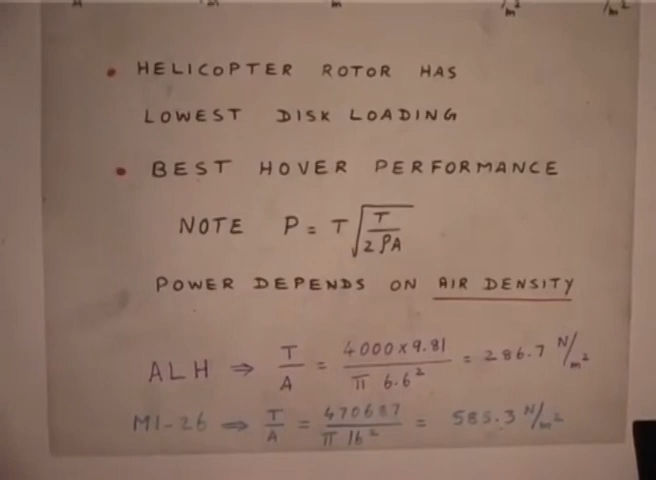 • HELICOPTER ROTOR HAS
LOWEST DISK LOADING
• BEST HOVER PERFORMANCE
NOTE P = T √(T / 2ρA)
POWER DEPENDS ON AIR DENSITY
ALH ⇒ T/A = 4000×9.81 / π 6.6² = 286.7 N/m²
MI-26 ⇒ T/A = 470687 / π 16² = 585.3 N/m²